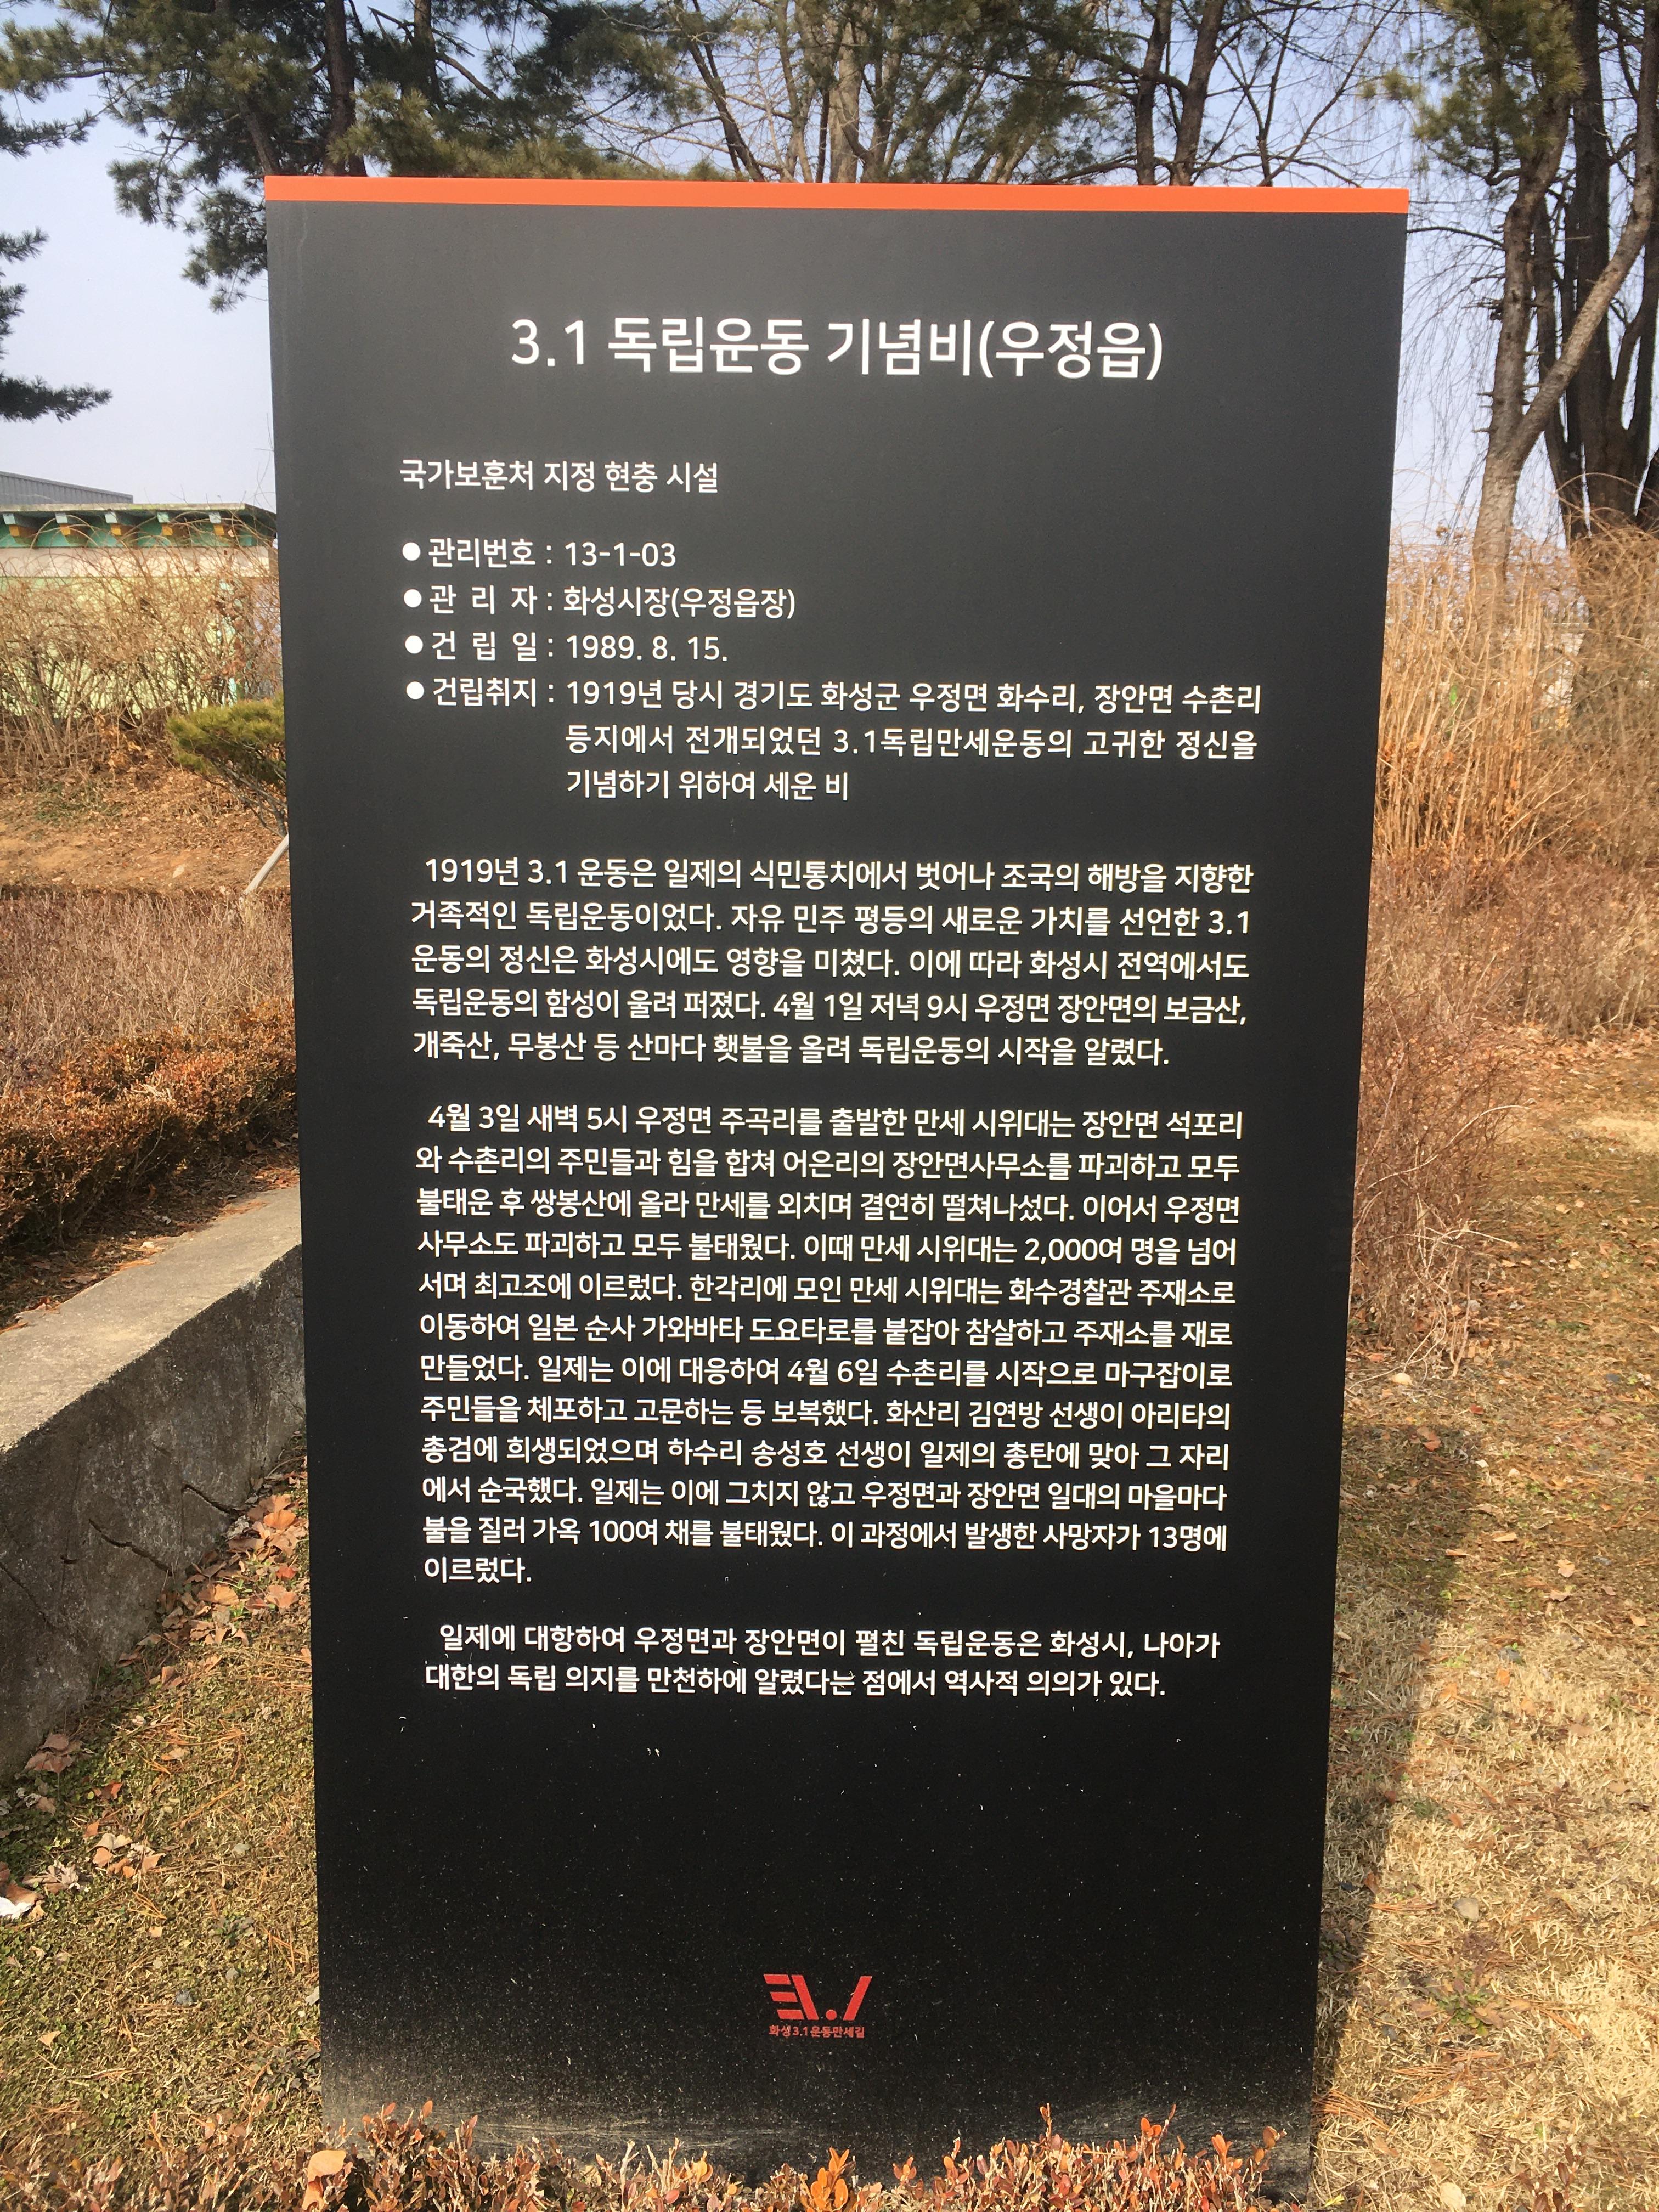 3.1 독립운동 기념비(우정읍)
국가보훈처 지정 현충 시설
● 관리번호 : 13-1-03
● 관 리 자 : 화성시장(우정읍장)
● 건 립 일 : 1989. 8. 15.
● 건립취지 : 1919년 당시 경기도 화성군 우정면 화수리, 장안면 수촌리
등지에서 전개되었던 3.1독립만세운동의 고귀한 정신을
기념하기 위하여 세운 비
1919년 3.1 운동은 일제의 식민통치에서 벗어나 조국의 해방을 지향한
거족적인 독립운동이었다. 자유 민주 평등의 새로운 가치를 선언한 3.1
운동의 정신은 화성시에도 영향을 미쳤다. 이에 따라 화성시 전역에서도
독립운동의 함성이 울려 퍼졌다. 4월 1일 저녁 9시 우정면 장안면의 보금산,
개죽산, 무봉산 등 산마다 횃불을 올려 독립운동의 시작을 알렸다.
4월 3일 새벽 5시 우정면 주곡리를 출발한 만세 시위대는 장안면 석포리
와 수촌리의 주민들과 힘을 합쳐 어은리의 장안면사무소를 파괴하고 모두
불태운 후 쌍봉산에 올라 만세를 외치며 결연히 떨쳐나섰다. 이어서 우정면
사무소도 파괴하고 모두 불태웠다. 이때 만세 시위대는 2,000여 명을 넘어
서며 최고조에 이르렀다. 한각리에 모인 만세 시위대는 화수경찰관 주재소로
이동하여 일본 순사 가와바타 도요타로를 붙잡아 참살하고 주재소를 재로
만들었다. 일제는 이에 대응하여 4월 6일 수촌리를 시작으로 마구잡이로
주민들을 체포하고 고문하는 등 보복했다. 화산리 김연방 선생이 아리타의
총검에 희생되었으며 하수리 송성호 선생이 일제의 총탄에 맞아 그 자리
에서 순국했다. 일제는 이에 그치지 않고 우정면과 장안면 일대의 마을마다
불을 질러 가옥 100여 채를 불태웠다. 이 과정에서 발생한 사망자가 13명에
이르렀다.
일제에 대항하여 우정면과 장안면이 펼친 독립운동은 화성시, 나아가
대한의 독립 의지를 만천하에 알렸다는 점에서 역사적 의의가 있다.
화성3.1운동만세길